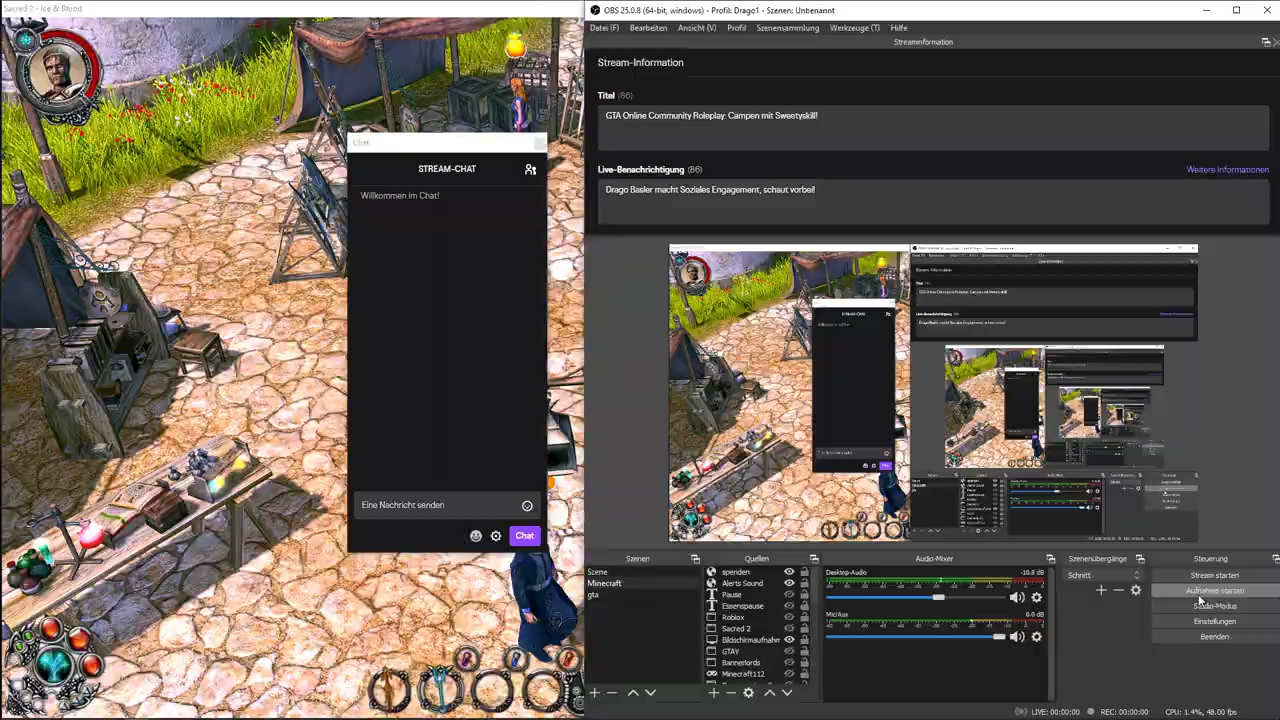 Sacred 2 - Ice & Blood
OBS 25.0.8 (64-bit, windows) - Profil: Drago1 - Szenen: Unbenannt
Datei (F) Bearbeiten Ansicht (V) Profil Szenensammlung Werkzeuge (T) Hilfe
Streaminformation
Stream-Information
Titel (86)
GTA Online Community Roleplay: Campen mit Sweetyskill!
Live-Benachrichtigung (86) Weitere Informationen
Drago Basler macht Soziales Engagement, schaut vorbei!
Chat
STREAM-CHAT
Willkommen im Chat!
Eine Nachricht senden
Chat
Szenen
Szene
Minecraft
gta
Quellen
spenden
Alerts Sound
Pause
Essenspause
Roblox
Sacred 2
Bildschirmaufnahm
GTAV
Bannerlords
Minecraft112
Audio-Mixer
Desktop-Audio -10.8 dB
Mic/Aux 0.0 dB
Szenenübergänge
Schnitt
Steuerung
Stream starten
Aufnahme starten
Studio-Modus
Einstellungen
Beenden
LIVE: 00:00:00 REC: 00:00:00 CPU: 1.4%, 48.00 fps